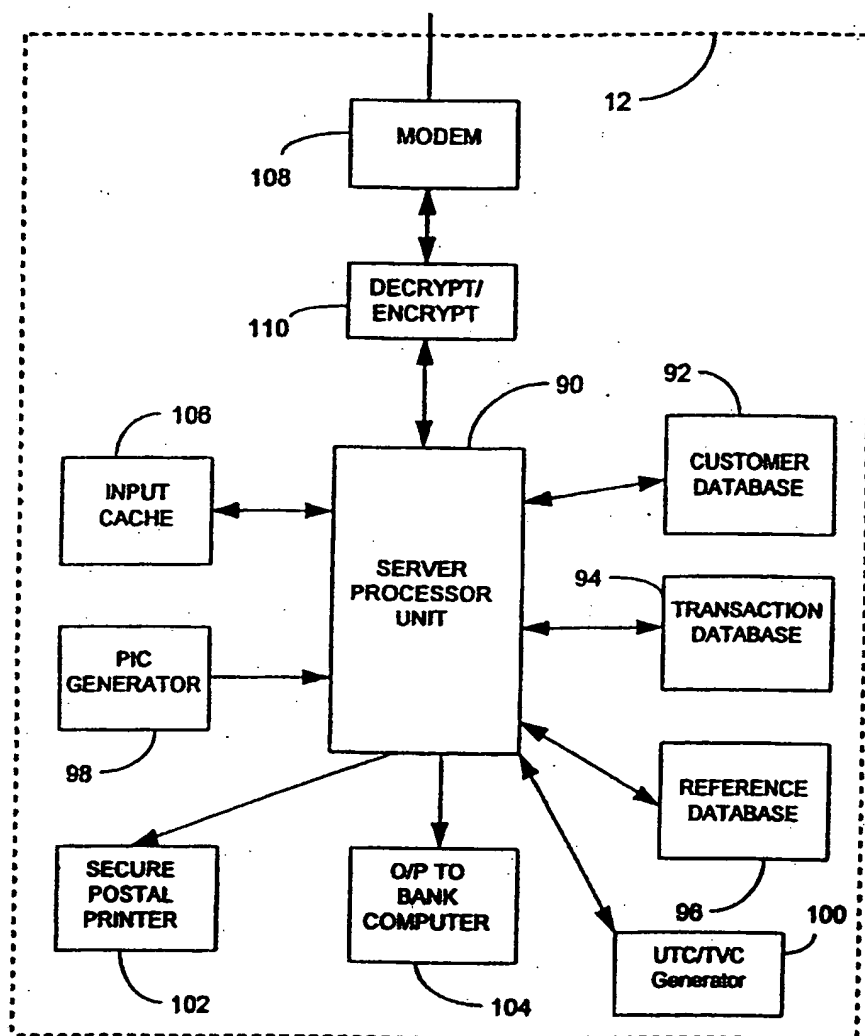 12
MODEM
108
DECRYPT/
ENCRYPT
110
90
92
106
INPUT
CACHE
CUSTOMER
DATABASE
SERVER
PROCESSOR
UNIT
94
TRANSACTION
DATABASE
PIC
GENERATOR
98
REFERENCE
DATABASE
96
SECURE
POSTAL
PRINTER
102
O/P TO
BANK
COMPUTER
104
100
UTC/TVC
Generator